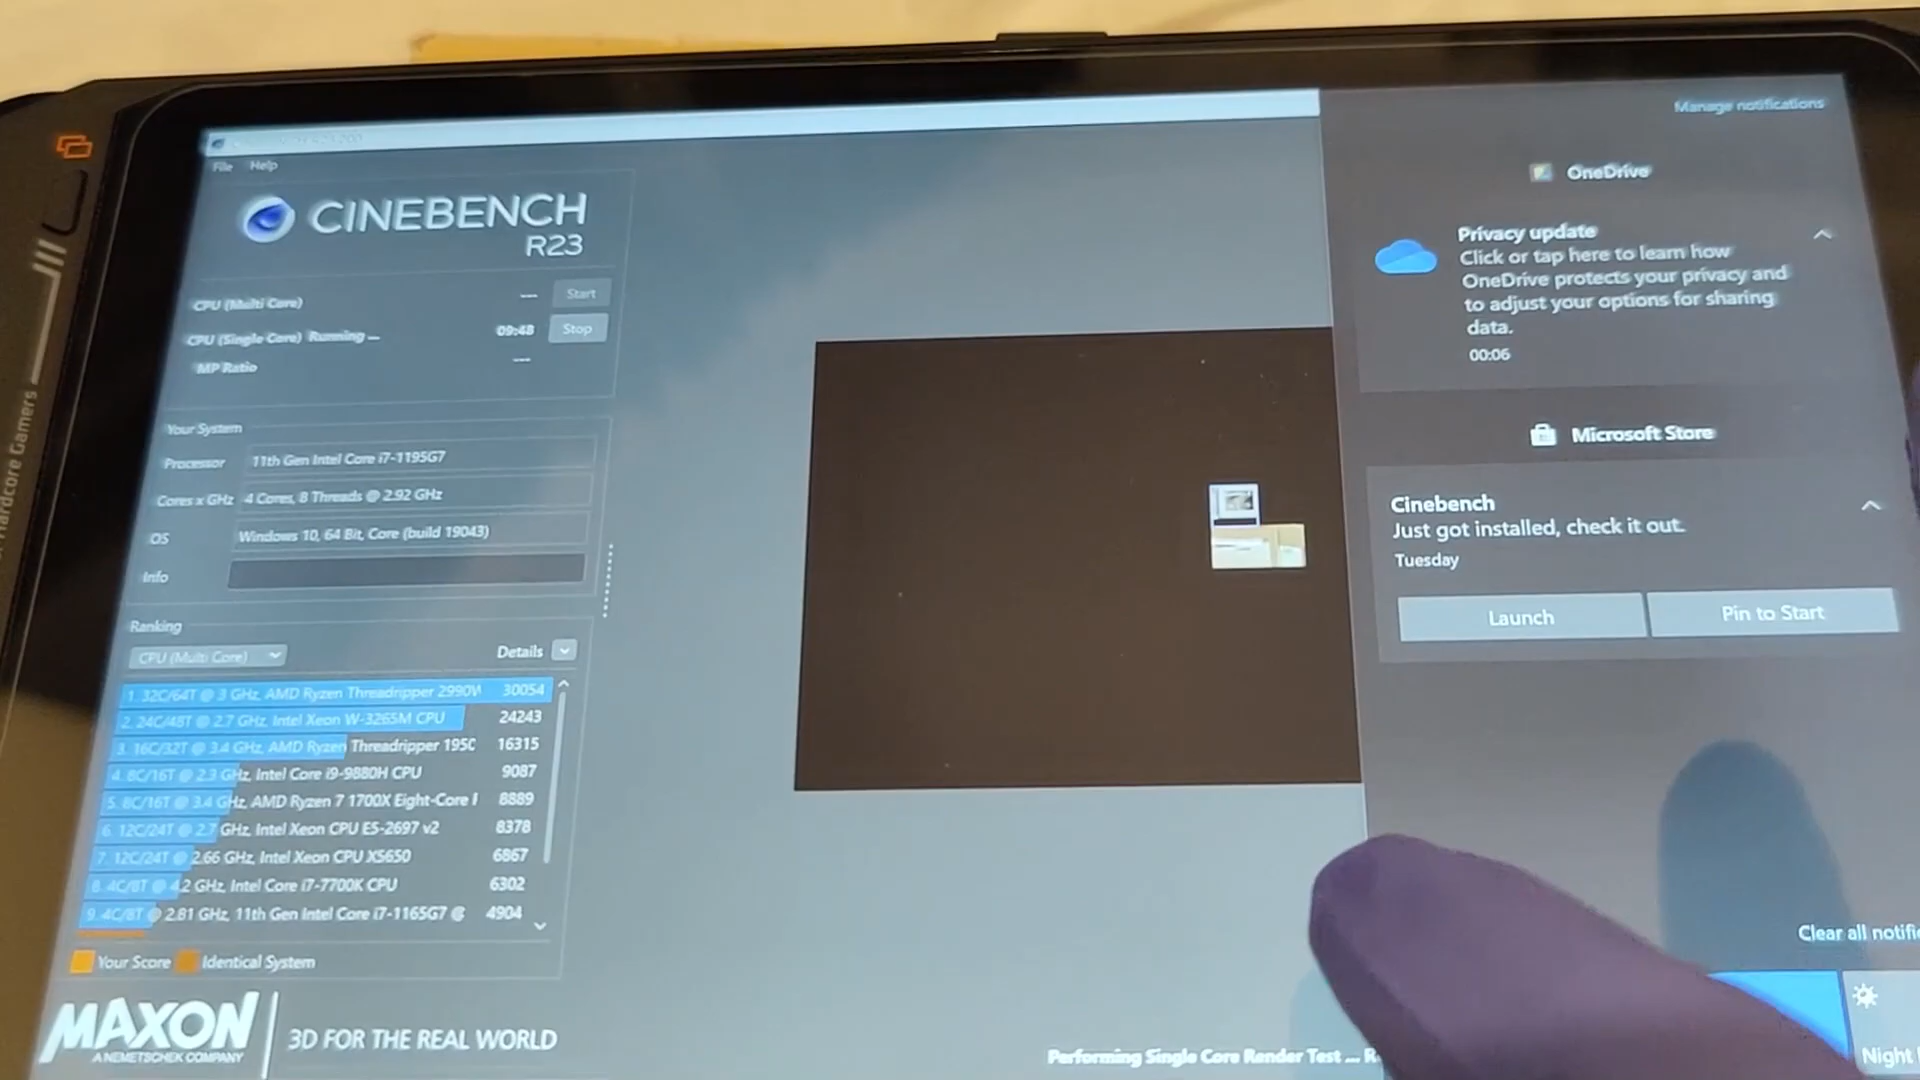 Hardcore Gamers
File Help
CINEBENCH
R23
CPU (Multi Core) --- Start
CPU (Single Core) Running ... 09:48 Stop
MP Ratio ---
Your System
Processor 11th Gen Intel Core i7-1195G7
Cores x GHz 4 Cores, 8 Threads @ 2.92 GHz
OS Windows 10, 64 Bit, Core (build 19043)
Info
Ranking
CPU (Multi Core) Details
1. 32C/64T @ 3 GHz, AMD Ryzen Threadripper 2990W 30054
2. 24C/48T @ 2.7 GHz, Intel Xeon W-3265M CPU 24243
3. 16C/32T @ 3.4 GHz, AMD Ryzen Threadripper 195C 16315
4. 8C/16T @ 2.3 GHz, Intel Core i9-9880H CPU 9087
5. 8C/16T @ 3.4 GHz, AMD Ryzen 7 1700X Eight-Core 8889
6. 12C/24T @ 2.7 GHz, Intel Xeon CPU E5-2697 v2 8378
7. 12C/24T @ 2.66 GHz, Intel Xeon CPU X5650 6867
8. 4C/8T @ 4.2 GHz, Intel Core i7-7700K CPU 6302
9. 4C/8T @ 2.81 GHz, 11th Gen Intel Core i7-1165G7 @ 4904
Your Score Identical System
MAXON
A NEMETSCHEK COMPANY
3D FOR THE REAL WORLD
Performing Single Core Render Test ... R
Manage notifications
OneDrive
Privacy update
Click or tap here to learn how
OneDrive protects your privacy and
to adjust your options for sharing
data.
00:06
Microsoft Store
Cinebench
Just got installed, check it out.
Tuesday
Launch Pin to Start
Clear all notific
Night